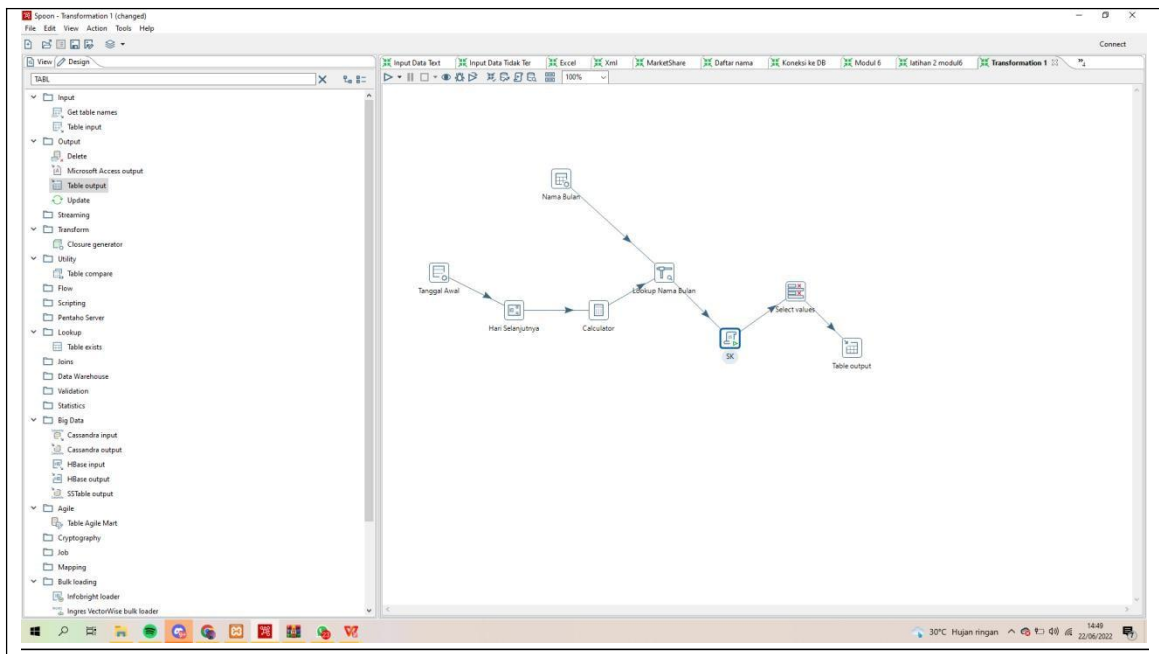 Spoon - Transformation 1 (changed)
File Edit View Action Tools Help
Connect
View Design
TABL
Input
Get table names
Table input
Output
Delete
Microsoft Access output
Table output
Update
Streaming
Transform
Closure generator
Utility
Table compare
Flow
Scripting
Pentaho Server
Lookup
Table exists
Joins
Data Warehouse
Validation
Statistics
Big Data
Cassandra input
Cassandra output
HBase input
HBase output
SSTable output
Agile
Table Agile Mart
Cryptography
Job
Mapping
Bulk loading
Infobright loader
Ingres VectorWise bulk loader
Input Data Text Input Data Tidak Ter Excel Xml MarketShare Daftar nama Koneksi ke DB Modul 6 latihan 2 modul6 Transformation 1
100%
Nama Bulan
Tanggal Awal
Lookup Nama Bulan
Hari Selanjutnya
Calculator
Select values
SK
Table output
30°C Hujan ringan
14:49
22/06/2022